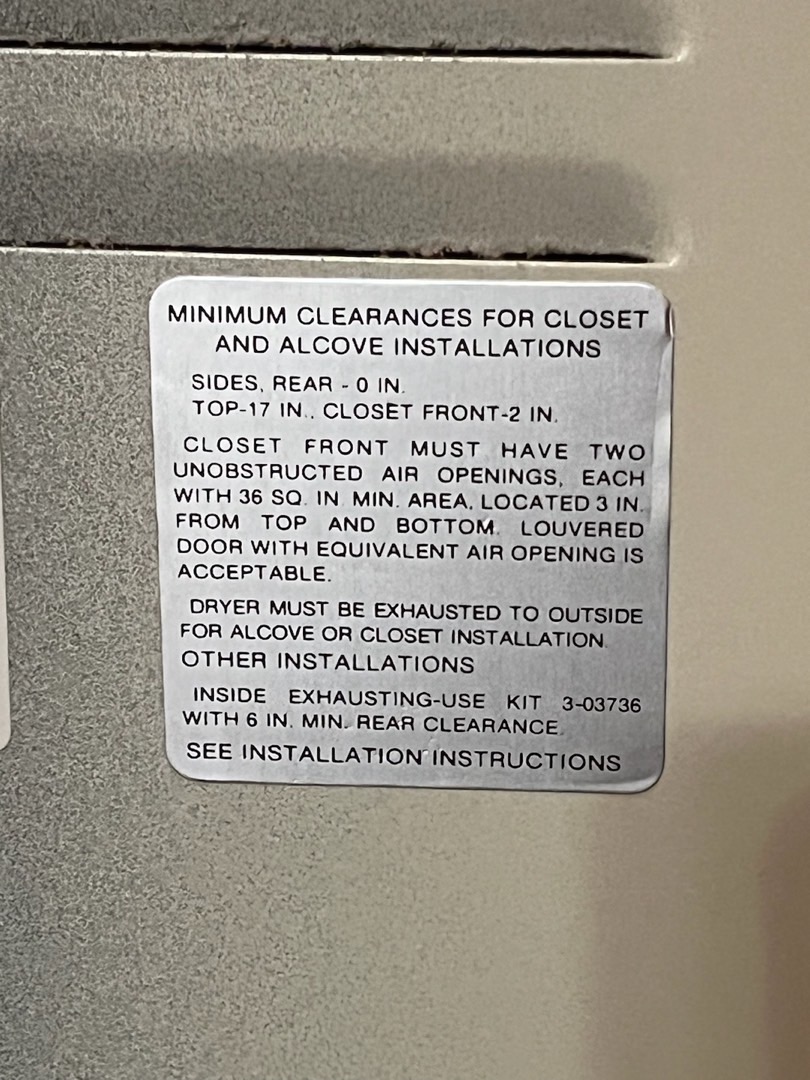 MINIMUM CLEARANCES FOR CLOSET
AND ALCOVE INSTALLATIONS
SIDES, REAR - 0 IN.
TOP-17 IN., CLOSET FRONT-2 IN.
CLOSET FRONT MUST HAVE TWO
UNOBSTRUCTED AIR OPENINGS, EACH
WITH 36 SQ. IN. MIN. AREA, LOCATED 3 IN.
FROM TOP AND BOTTOM. LOUVERED
DOOR WITH EQUIVALENT AIR OPENING IS
ACCEPTABLE.
DRYER MUST BE EXHAUSTED TO OUTSIDE
FOR ALCOVE OR CLOSET INSTALLATION.
OTHER INSTALLATIONS
INSIDE EXHAUSTING-USE KIT 3-03736
WITH 6 IN. MIN. REAR CLEARANCE.
SEE INSTALLATION INSTRUCTIONS